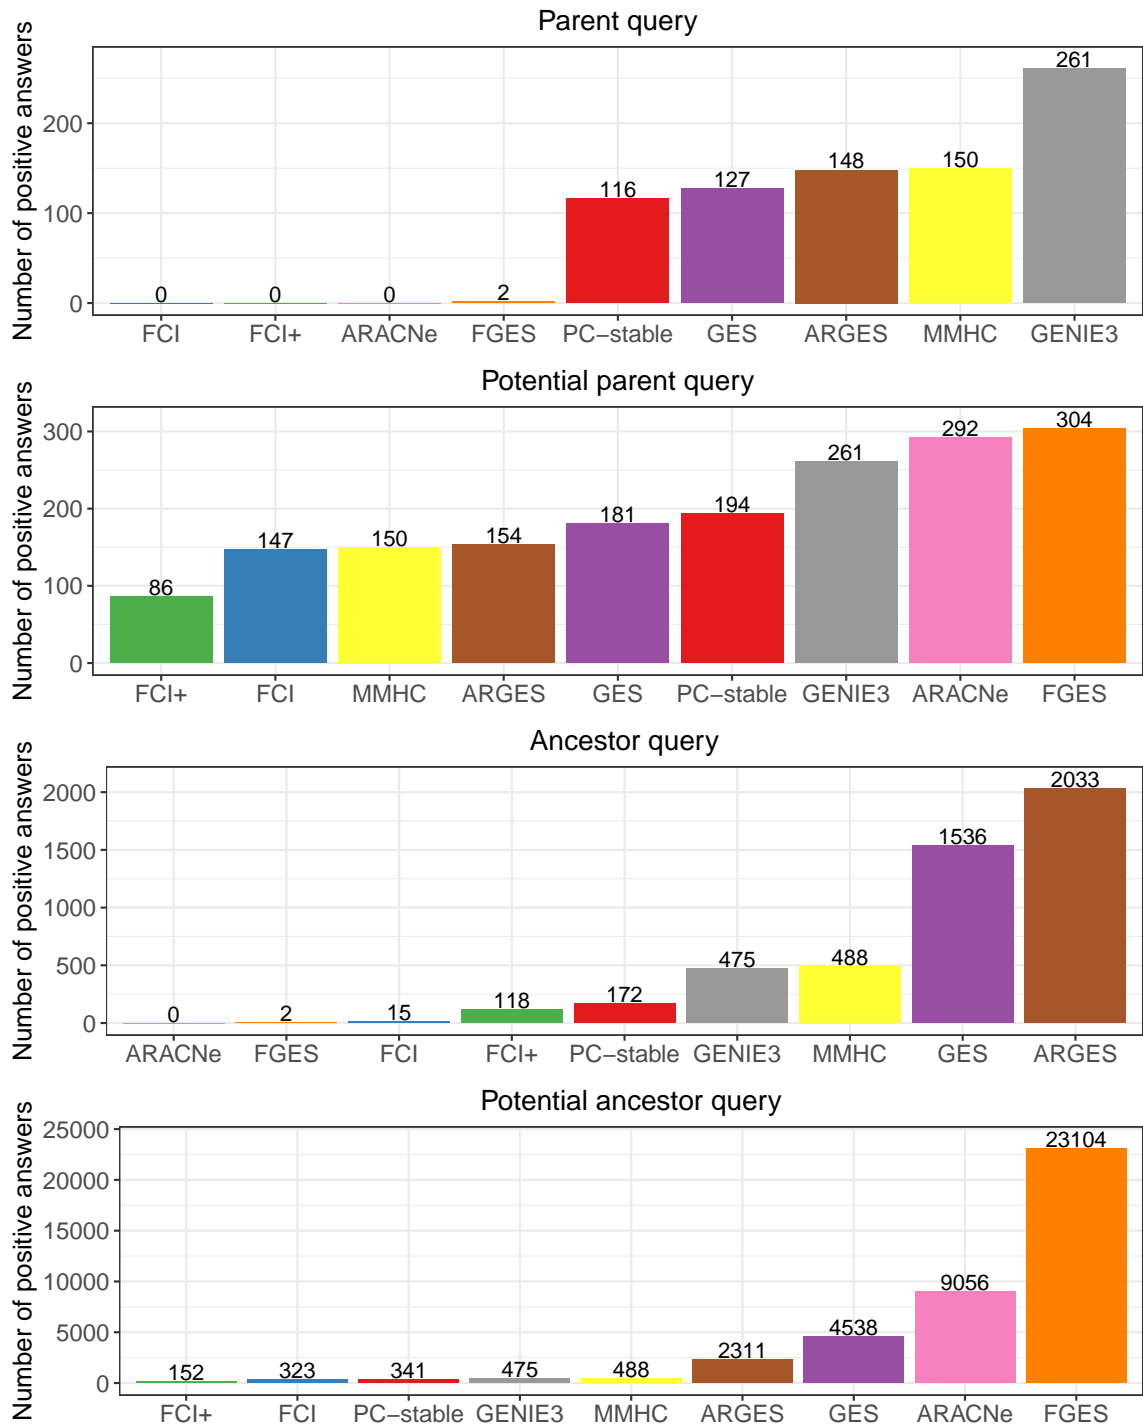 Parent query
Number of positive answers
200
100
0
0
0
0
2
116
127
148
150
261
FCI
FCI+
ARACNe
FGES
PC−stable
GES
ARGES
MMHC
GENIE3
Potential parent query
Number of positive answers
300
200
100
0
86
147
150
154
181
194
261
292
304
FCI+
FCI
MMHC
ARGES
GES
PC−stable
GENIE3
ARACNe
FGES
Ancestor query
Number of positive answers
2000
1500
1000
500
0
0
2
15
118
172
475
488
1536
2033
ARACNe
FGES
FCI
FCI+
PC−stable
GENIE3
MMHC
GES
ARGES
Potential ancestor query
Number of positive answers
25000
20000
15000
10000
5000
0
152
323
341
475
488
2311
4538
9056
23104
FCI+
FCI
PC−stable
GENIE3
MMHC
ARGES
GES
ARACNe
FGES